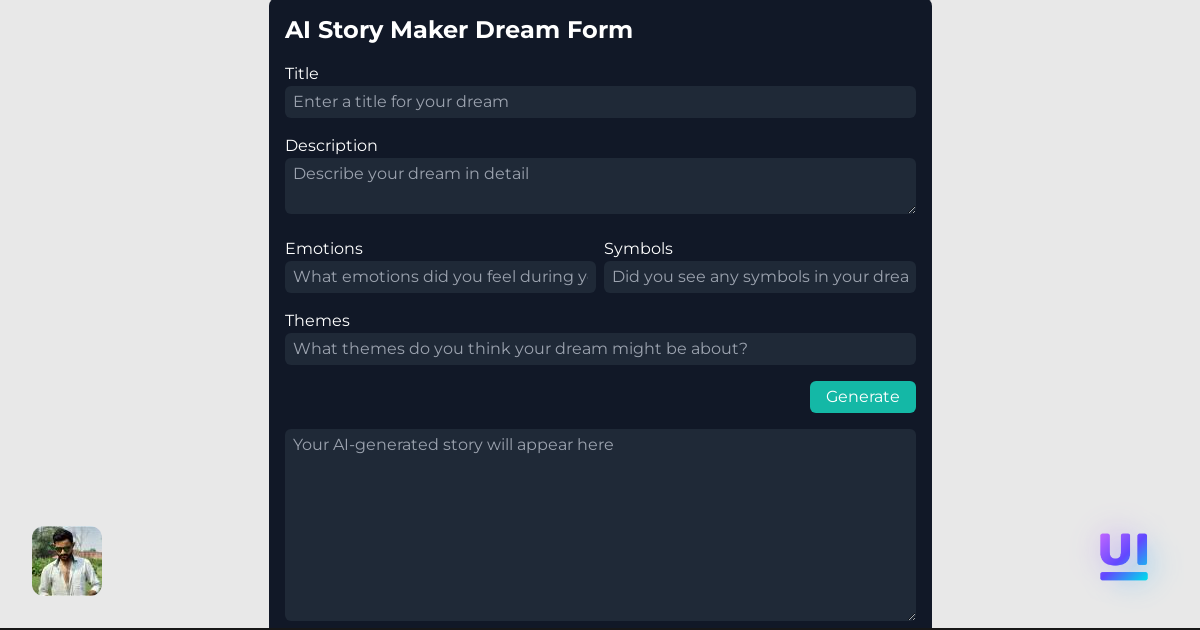 AI Story Maker Dream Form
Title
Enter a title for your dream
Description
Describe your dream in detail
Emotions
Symbols
What emotions did you feel during y
Did you see any symbols in your drea
Themes
What themes do you think your dream might be about?
Generate
Your AI-generated story will appear here
UI